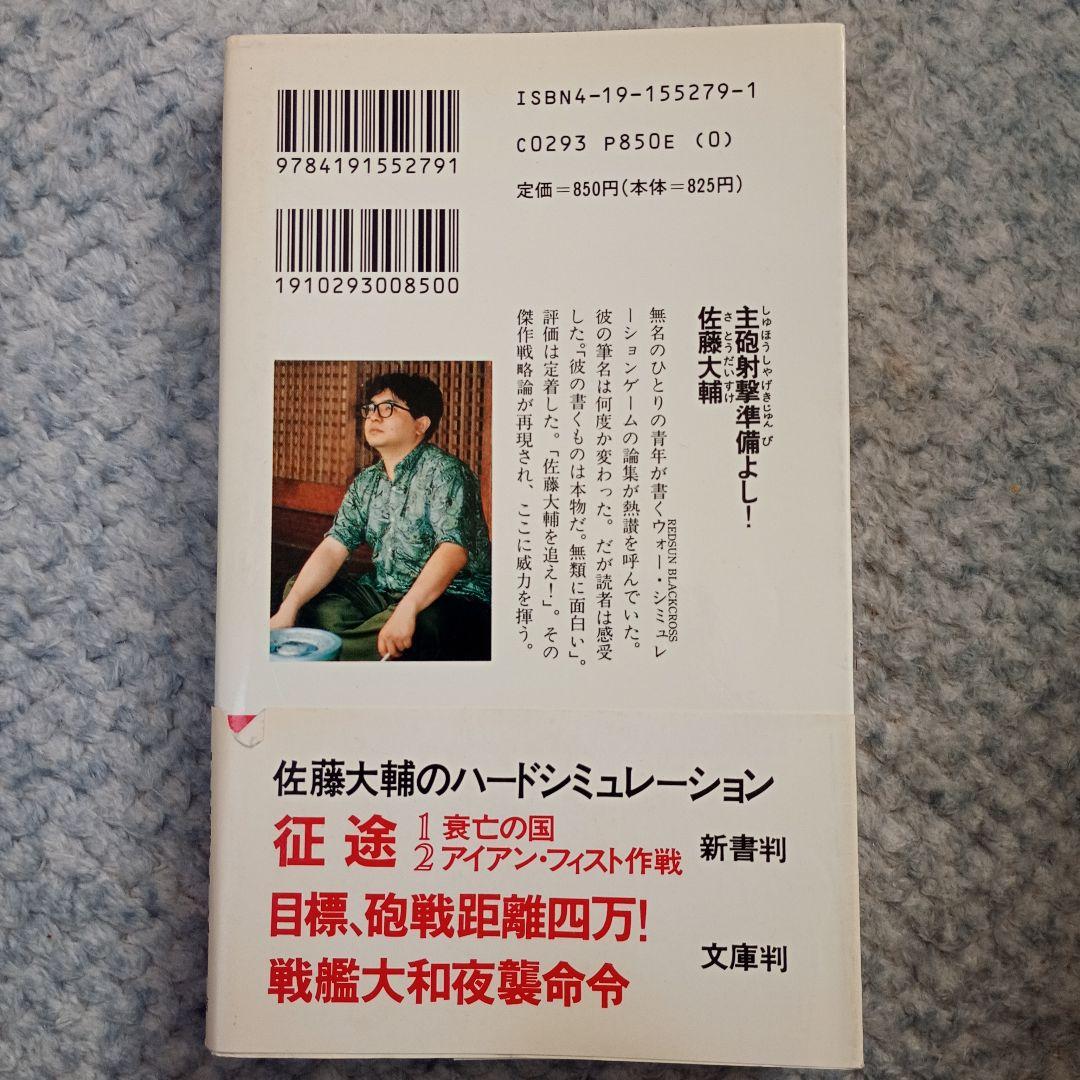 ISBN4-19-155279-1
C0293 P850E (0)
定価＝850円(本体＝825円)
9784191552791
1910293008500
主砲射撃準備よし！
しゅほうしゃげきじゅんび
佐藤大輔
さとうだいすけ
REDSUN BLACKCROSS
無名のひとりの青年が書くウォー・シミュレ
ーションゲームの論集が熱讃を呼んでいた。
彼の筆名は何度か変わった。だが読者は感受
した。「彼の書くものは本物だ。無類に面白い」。
評価は定着した。「佐藤大輔を追え！」。その
傑作戦略論が再現され、ここに威力を揮う。
佐藤大輔のハードシミュレーション
征途 1 衰亡の国
2 アイアン・フィスト作戦
新書判
目標、砲戦距離四万！
戦艦大和夜襲命令
文庫判